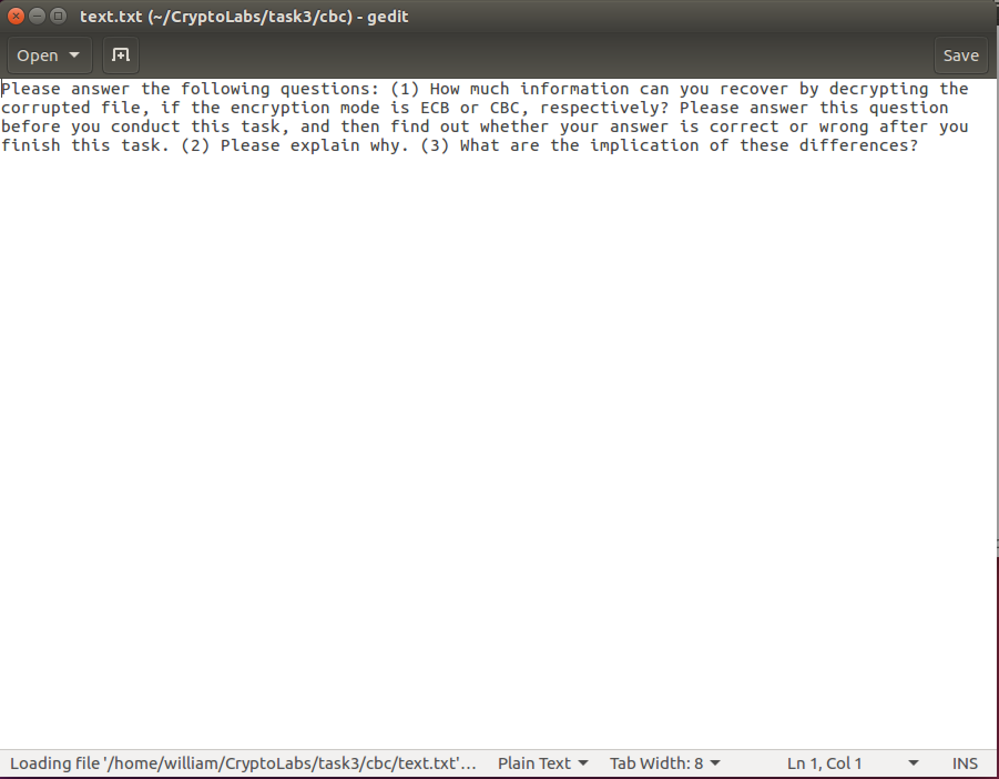 text.txt (~/CryptoLabs/task3/cbc) - gedit
Open
Save
Please answer the following questions: (1) How much information can you recover by decrypting the
corrupted file, if the encryption mode is ECB or CBC, respectively? Please answer this question
before you conduct this task, and then find out whether your answer is correct or wrong after you
finish this task. (2) Please explain why. (3) What are the implication of these differences?
Loading file '/home/william/CryptoLabs/task3/cbc/text.txt'... Plain Text Tab Width: 8 Ln 1, Col 1 INS